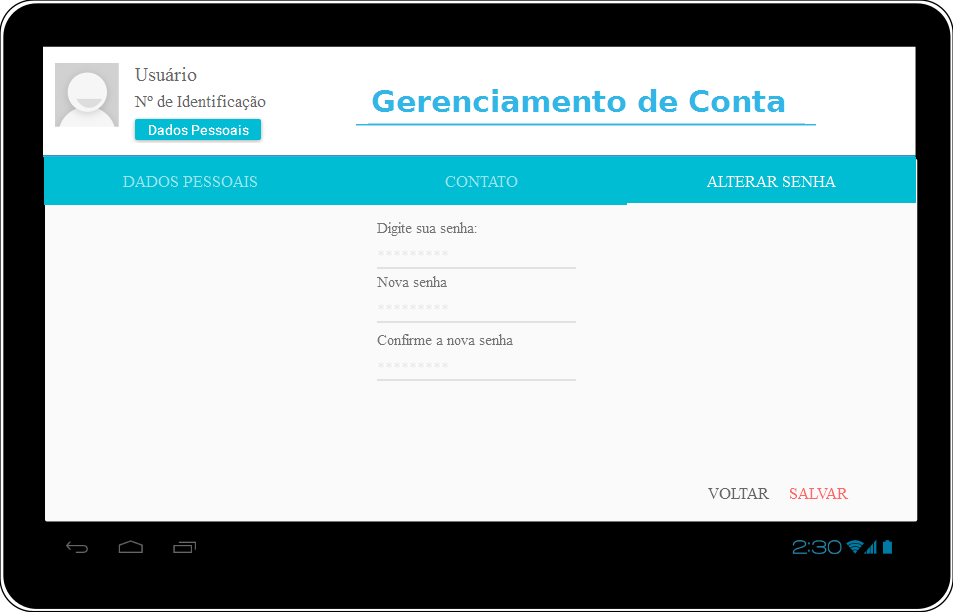 Usuário
Nº de Identificação
Dados Pessoais
Gerenciamento de Conta
DADOS PESSOAIS
CONTATO
ALTERAR SENHA
Digite sua senha:
*********
Nova senha
*********
Confirme a nova senha
*********
VOLTAR
SALVAR
2:30